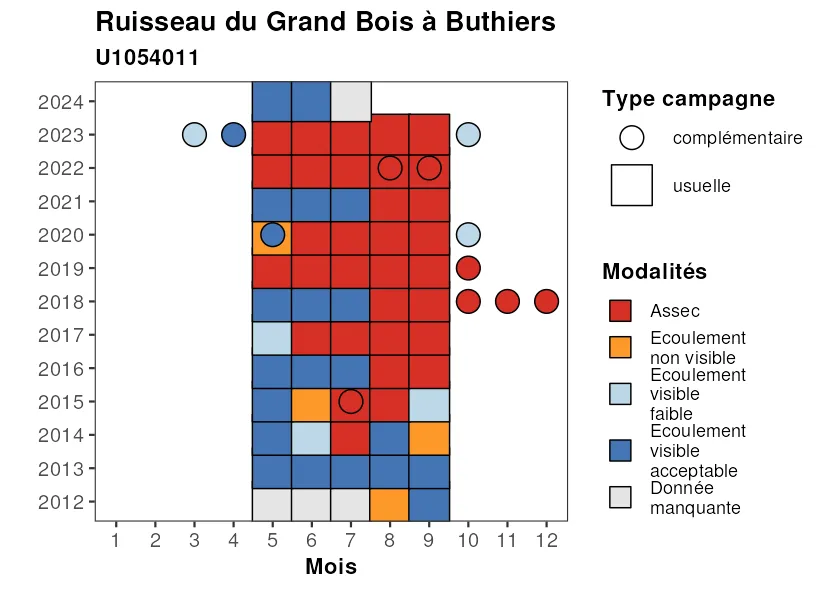 Ruisseau du Grand Bois à Buthiers
U1054011
2024
2023
2022
2021
2020
2019
2018
2017
2016
2015
2014
2013
2012
1 2 3 4 5 6 7 8 9 10 11 12
Mois
Type campagne
complémentaire
usuelle
Modalités
Assec
Ecoulement
non visible
Ecoulement
visible
faible
Ecoulement
visible
acceptable
Donnée
manquante